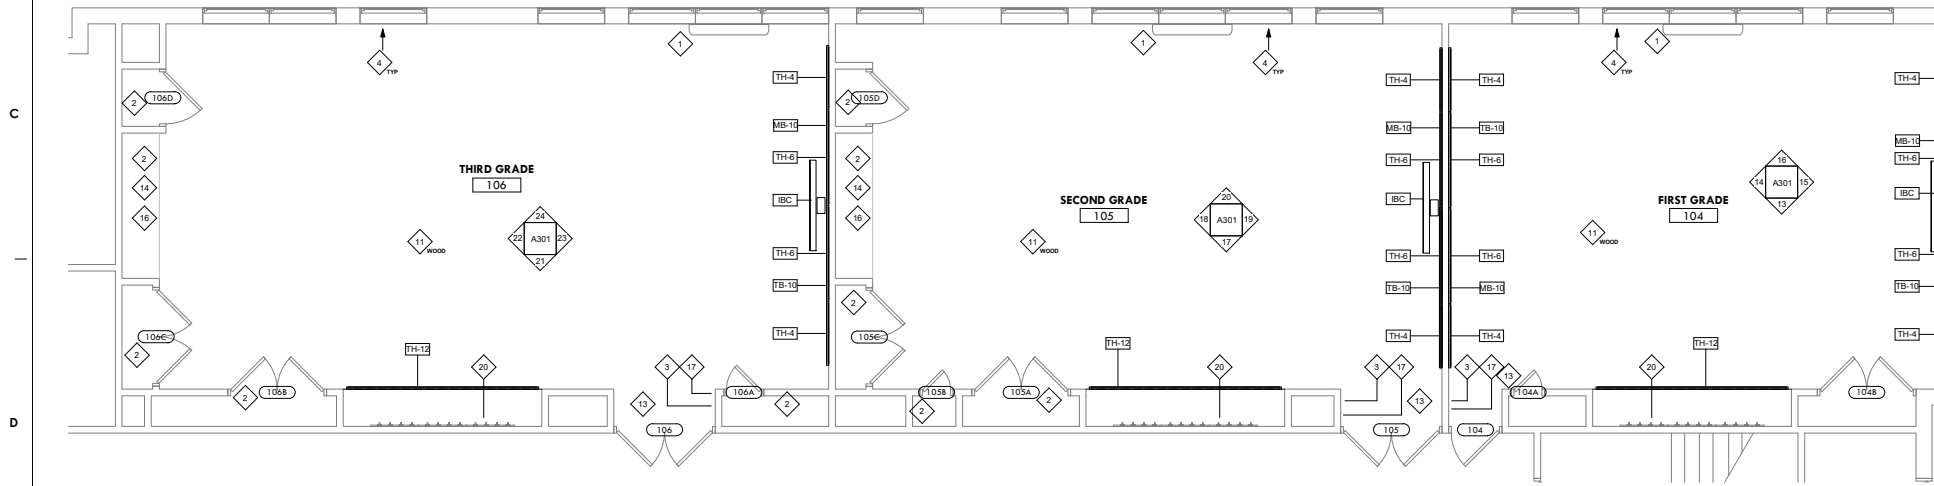 1
1
1
4
TYP
4
TYP
4
TYP
TH-4
TH-4
TH-4
TH-4
2
106D
2
105D
C
MB-10
MB-10
TB-10
MB-10
2
TH-6
2
TH-6
TH-6
TH-6
THIRD GRADE
106
14
14
16
14
A301
15
13
IBC
IBC
IBC
SECOND GRADE
105
FIRST GRADE
104
16
16
24
22
A301
23
21
20
18
A301
19
17
11
WOOD
11
WOOD
11
WOOD
TH-6
TH-6
TH-6
TH-6
TB-10
TB-10
MB-10
TB-10
2
106C
105C
TH-4
TH-4
TH-4
TH-4
2
TH-12
TH-12
TH-12
20
3
17
20
3
17
3
17
13
20
2
106B
106A
105B
105A
2
104A
104B
13
2
2
13
D
106
105
104